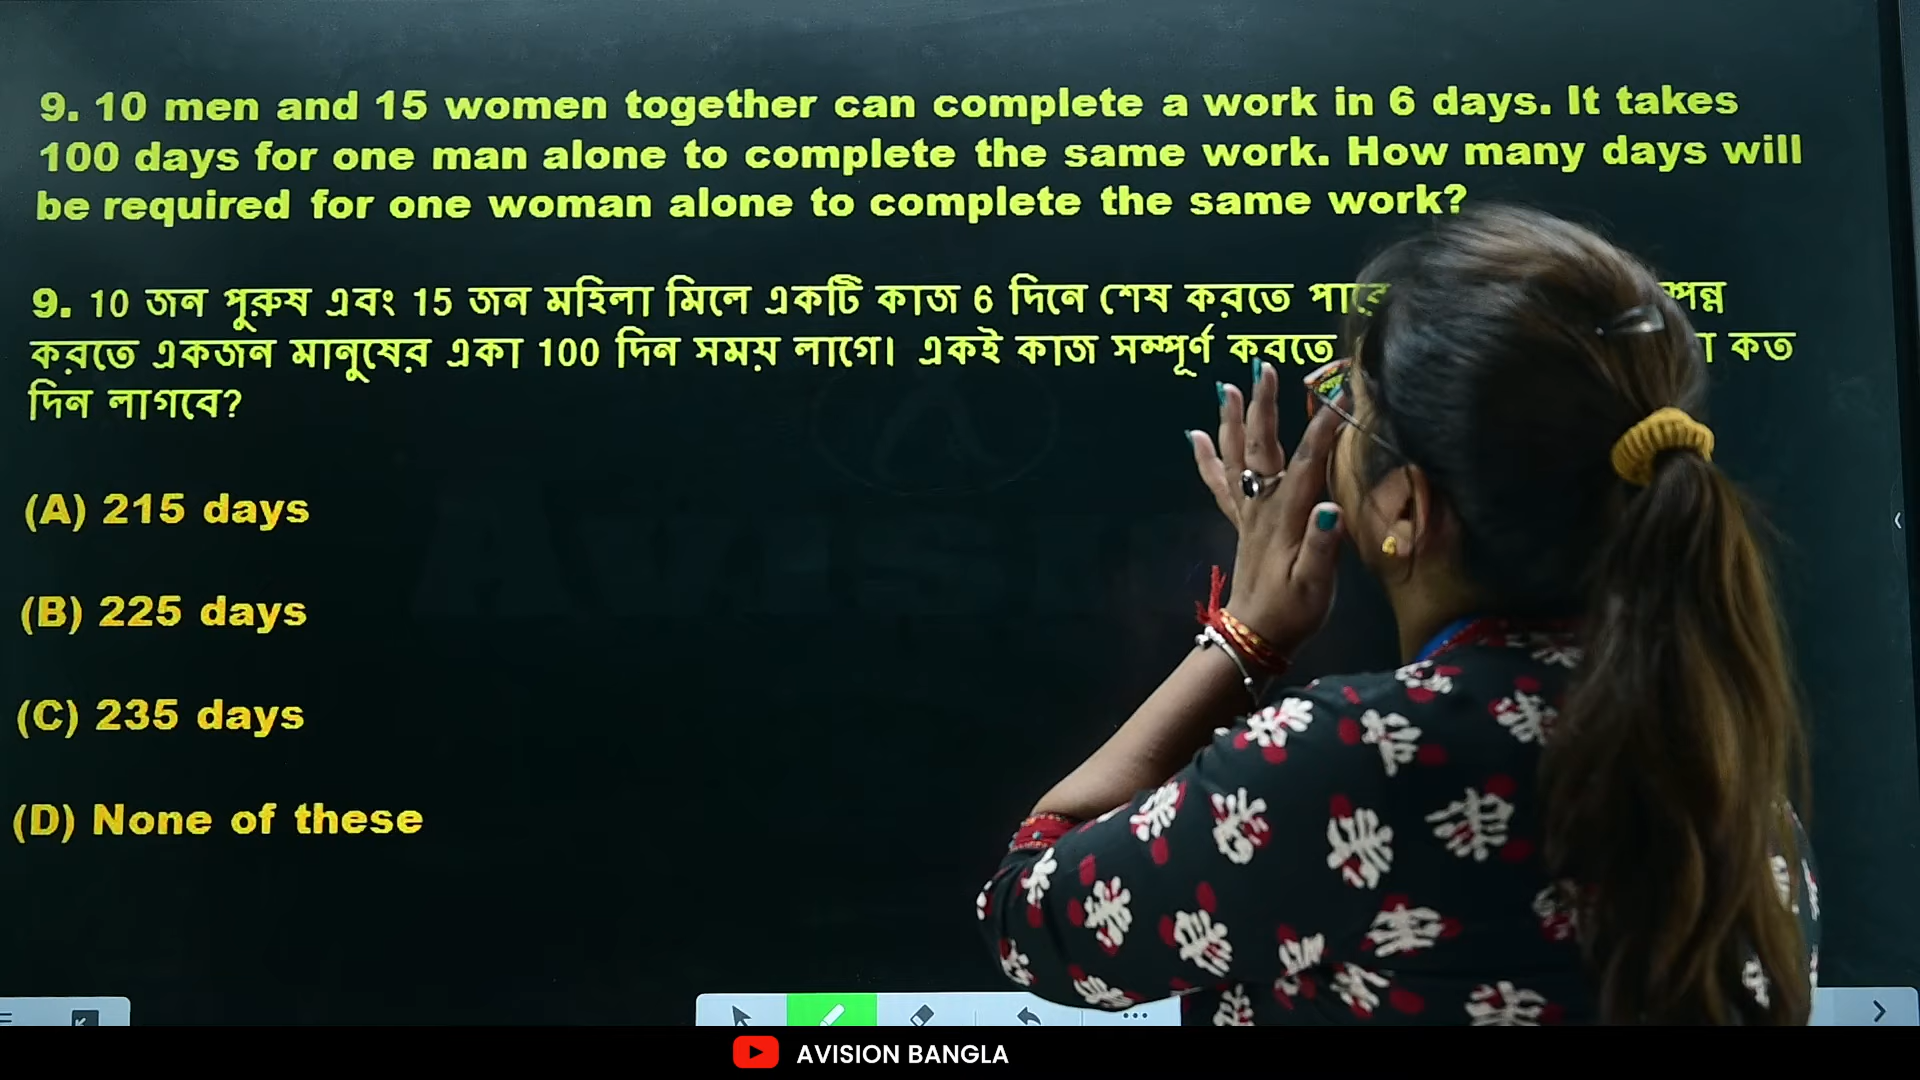 9. 10 men and 15 women together can complete a work in 6 days. It takes
100 days for one man alone to complete the same work. How many days will
be required for one woman alone to complete the same work?
9. 10 জন পুরুষ এবং 15 জন মহিলা মিলে একটি কাজ 6 দিনে শেষ করতে
করতে একজন মানুষের একা 100 দিন সময় লাগে। একই কাজ সম্পূর্ণ করতে কত
দিন লাগবে?
(A) 215 days
(B) 225 days
(C) 235 days
(D) None of these
AVISION BANGLA